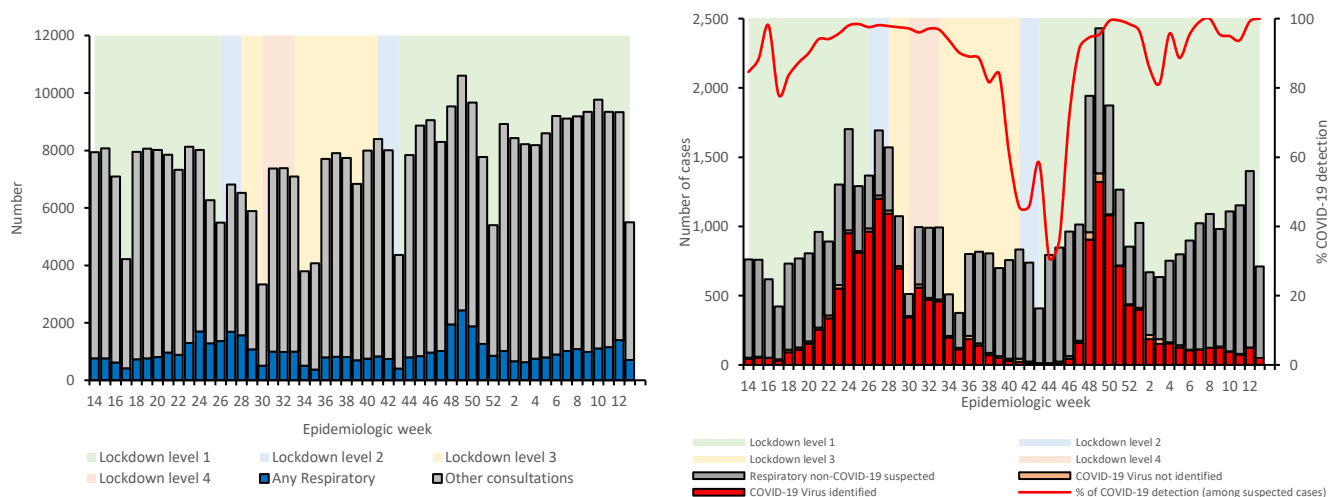 12000
10000
8000
6000
4000
2000
0
Number
14 16 18 20 22 24 26 28 30 32 34 36 38 40 42 44 46 48 50 52 2 4 6 8 10 12
Epidemiologic week
Lockdown level 1 Lockdown level 2 Lockdown level 3
Lockdown level 4 Any Respiratory Other consultations
2,500
2,000
1,500
1,000
500
0
Number of cases
100
80
60
40
20
0
% COVID-19 detection
14 16 18 20 22 24 26 28 30 32 34 36 38 40 42 44 46 48 50 52 2 4 6 8 10 12
Epidemiologic week
Lockdown level 1 Lockdown level 2
Lockdown level 3 Lockdown level 4
Respiratory non-COVID-19 suspected COVID-19 Virus not identified
COVID-19 Virus identified % of COVID-19 detection (among suspected cases)